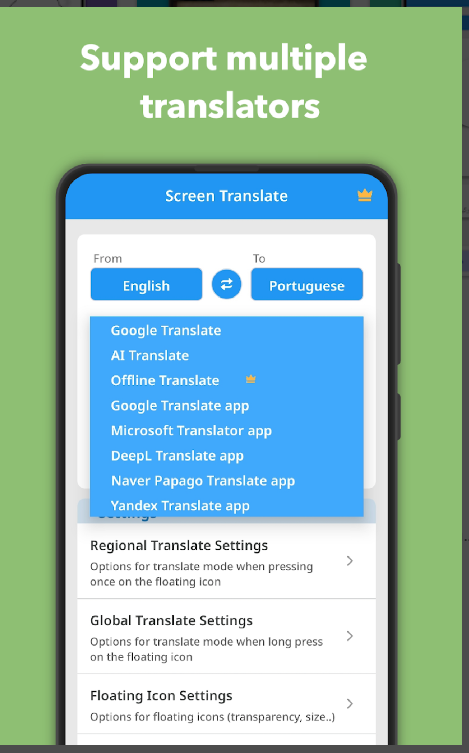 Support multiple
translators
Screen Translate
From
To
English
Portuguese
Google Translate
AI Translate
Offline Translate
Google Translate app
Microsoft Translator app
DeepL Translate app
Naver Papago Translate app
Yandex Translate app
Settings
Regional Translate Settings
Options for translate mode when pressing
once on the floating icon
Global Translate Settings
Options for translate mode when long press
on the floating icon
Floating Icon Settings
Options for floating icons (transparency, size..)